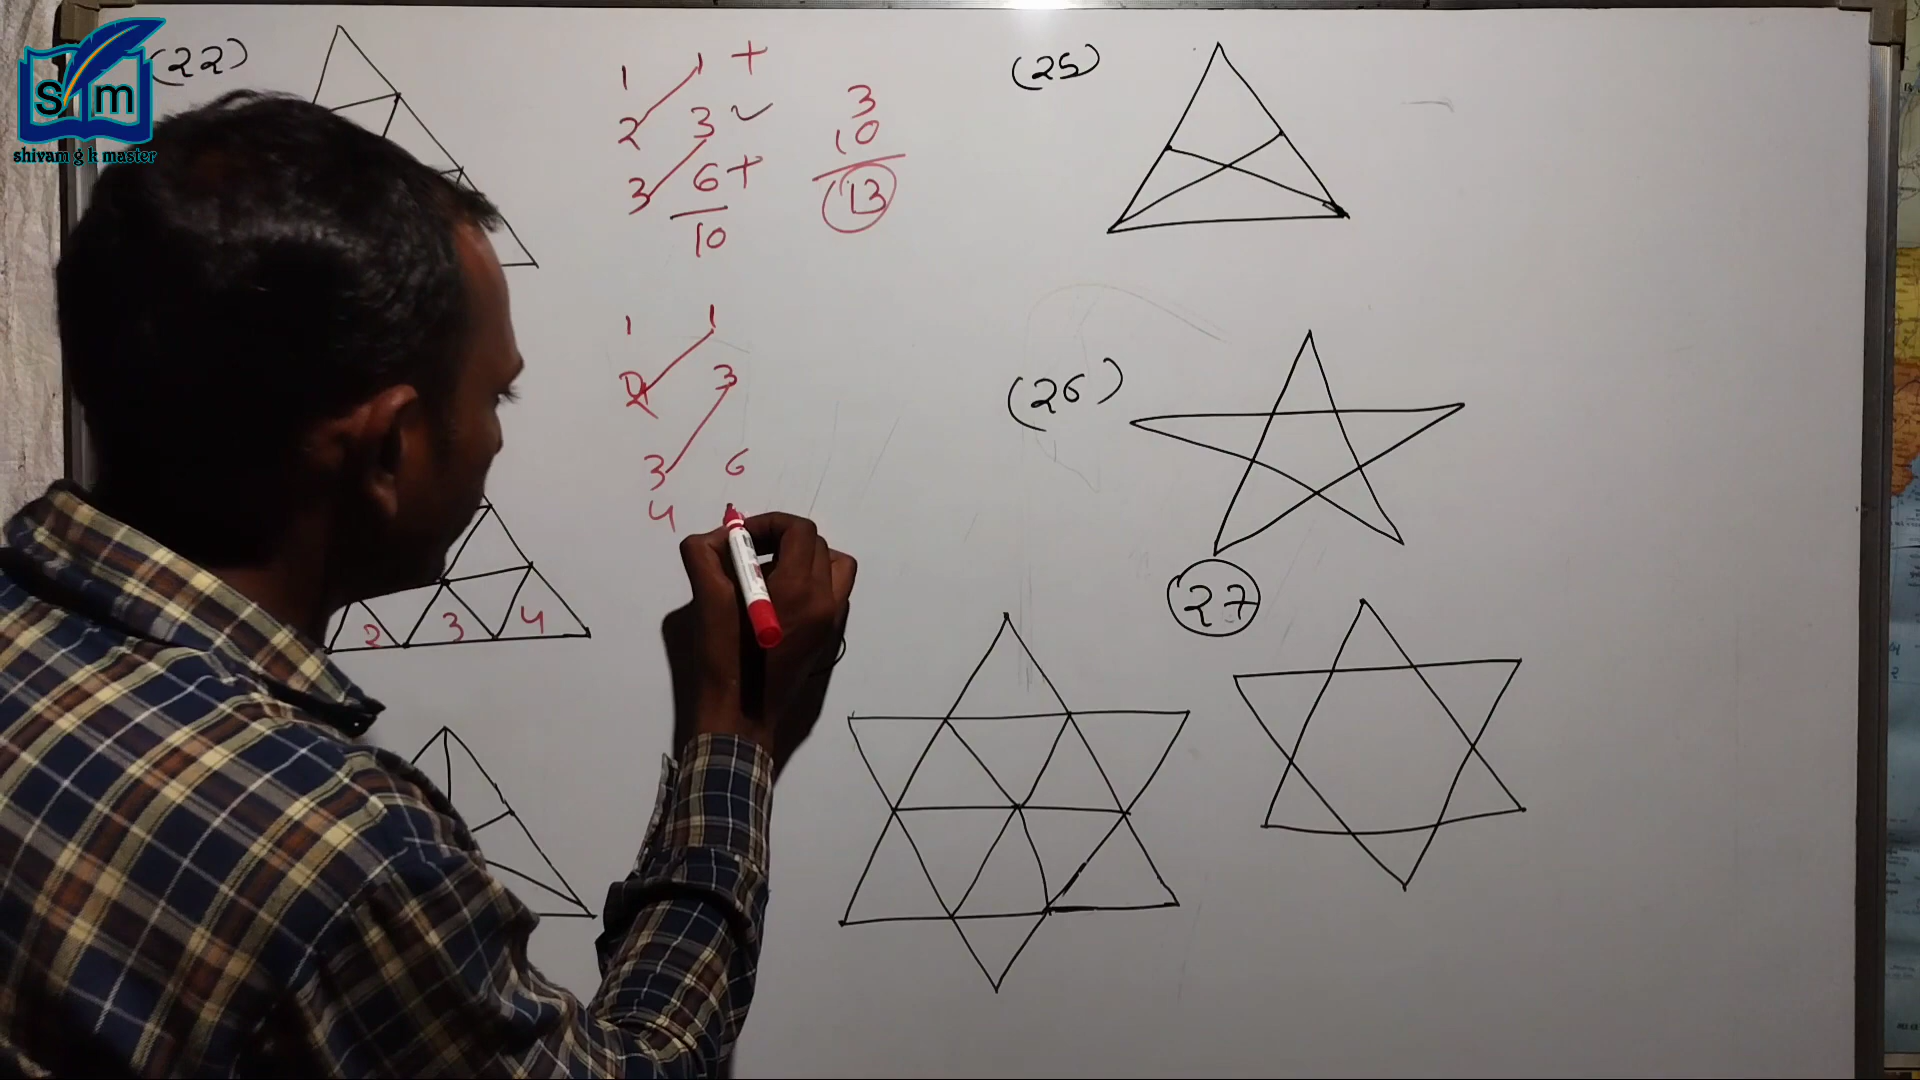 (22)
1 1 +
2 3
3 6 +
10
3
10
13
1 1
2 3
3 6
4
2 3 4
(25)
(26)
27
S m
shivam g k master